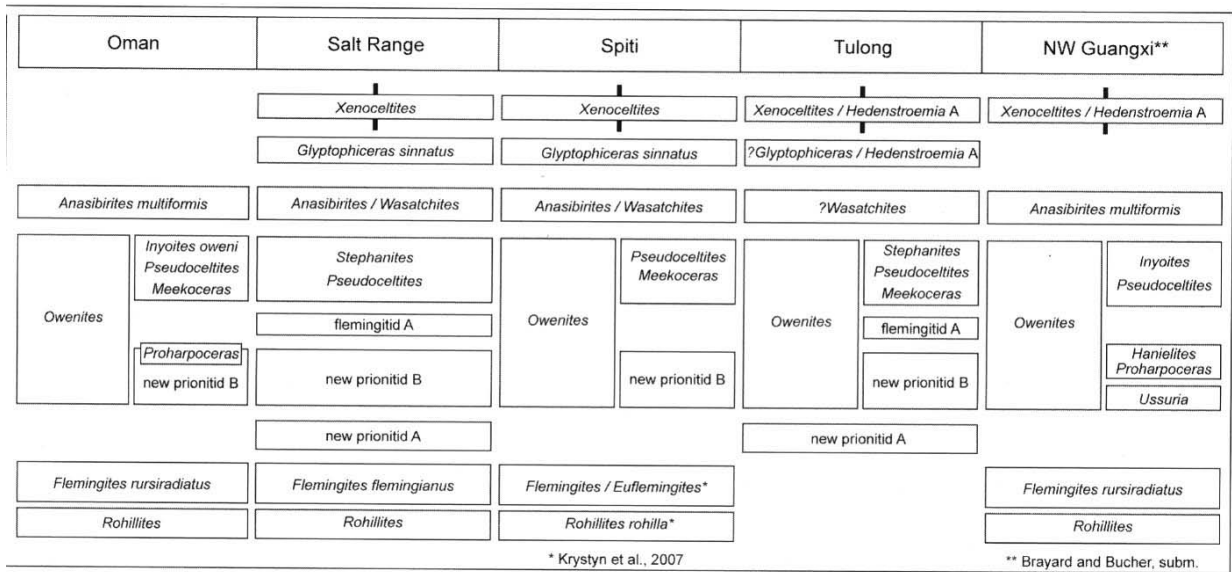 Oman
Salt Range
Spiti
Tulong
NW Guangxi**
Xenoceltites
Xenoceltites
Xenoceltites / Hedenstroemia A
Xenoceltites / Hedenstroemia A
Glyptophiceras sinnatus
Glyptophiceras sinnatus
?Glyptophiceras / Hedenstroemia A
Anasibirites multiformis
Anasibirites / Wasatchites
Anasibirites / Wasatchites
?Wasatchites
Anasibirites multiformis
Owenites
Inyoites oweni
Pseudoceltites
Meekoceras
Proharpoceras
new prionitid B
Stephanites
Pseudoceltites
flemingitid A
new prionitid B
new prionitid A
Owenites
Pseudoceltites
Meekoceras
new prionitid B
Owenites
Stephanites
Pseudoceltites
Meekoceras
flemingitid A
new prionitid B
new prionitid A
Owenites
Inyoites
Pseudoceltites
Hanielites
Proharpoceras
Ussuria
Flemingites rursiradiatus
Flemingites flemingianus
Flemingites / Euflemingites*
Flemingites rursiradiatus
Rohillites
Rohillites
Rohillites rohilla*
Rohillites
* Krystyn et al., 2007
** Brayard and Bucher, subm.